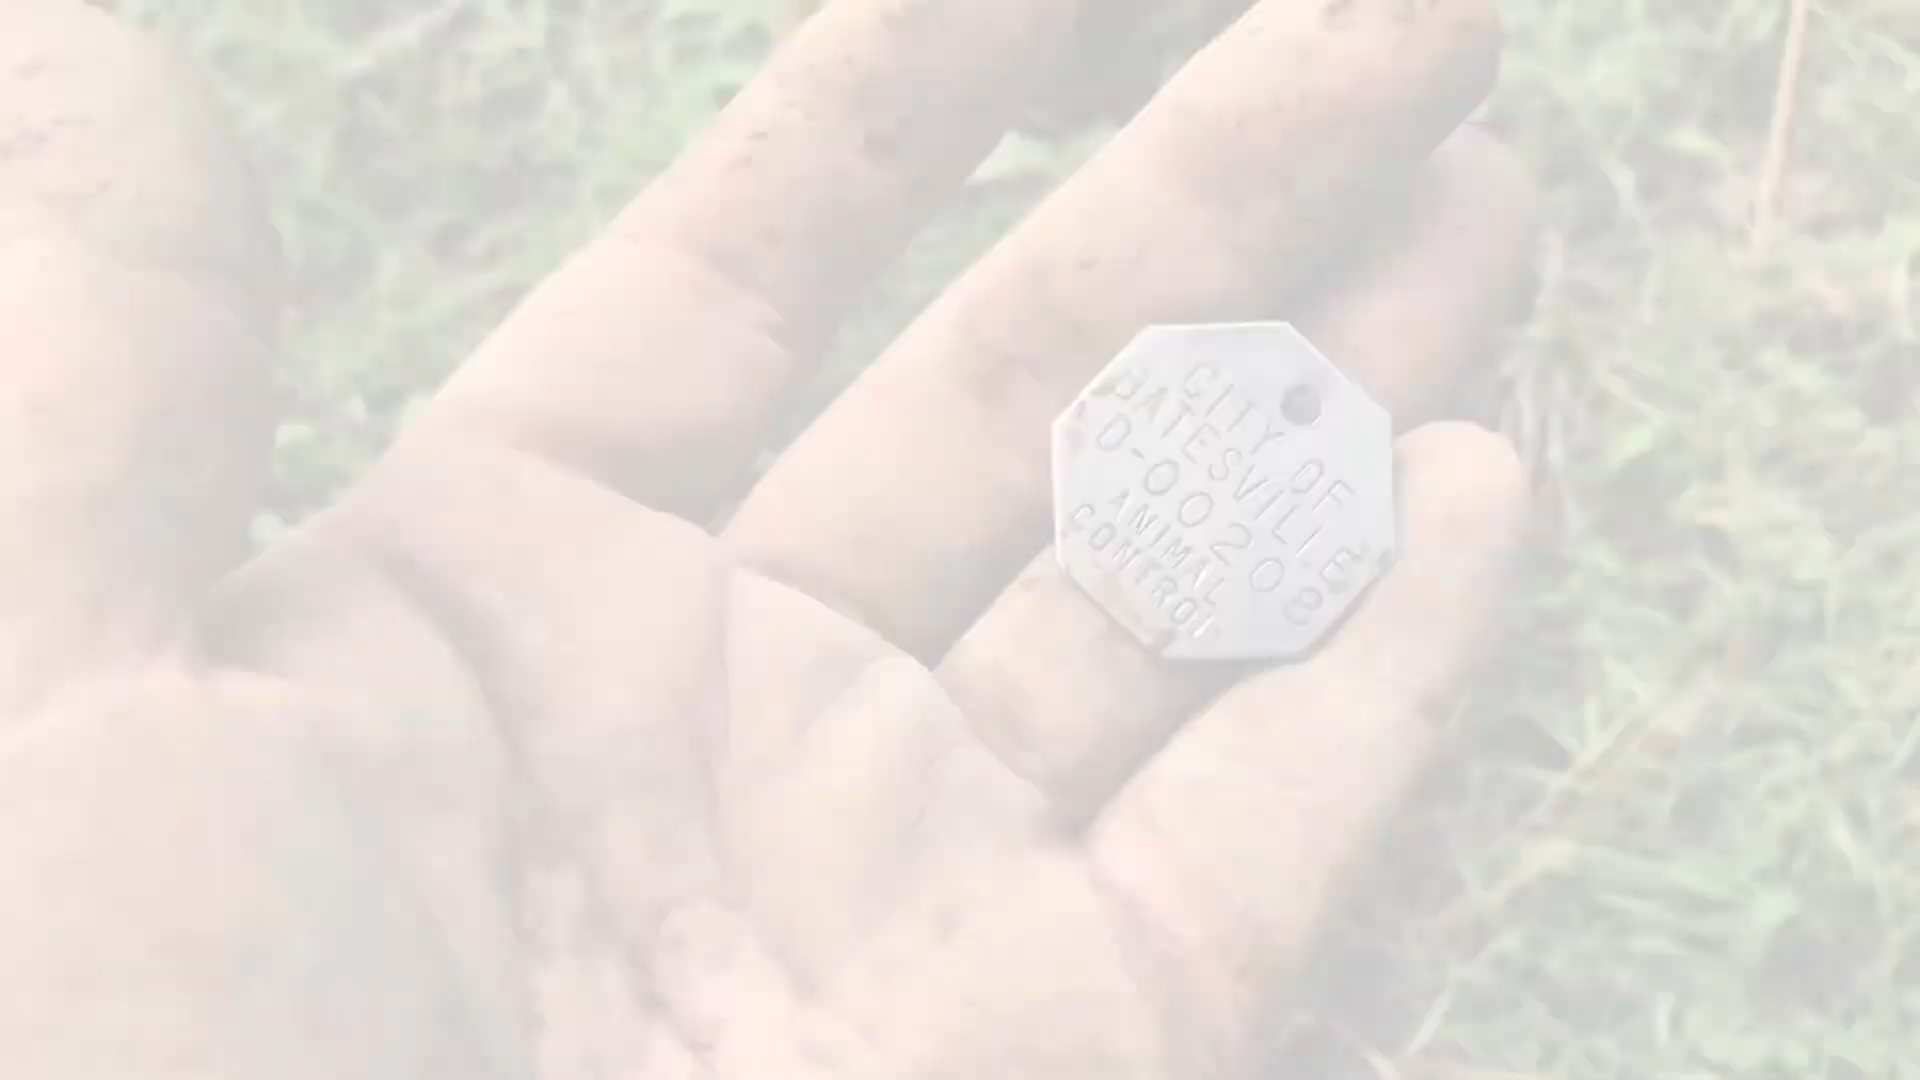 CITY OF
BATESVILLE
D-00208
ANIMAL
CONTROL